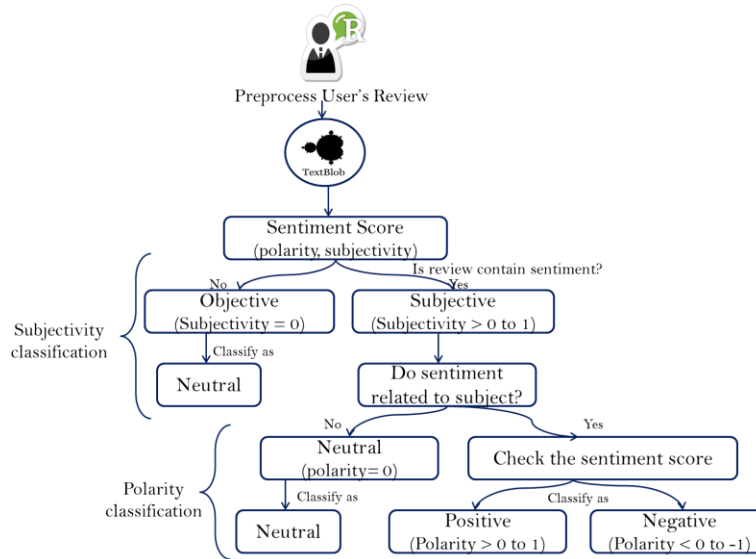 R
Preprocess User's Review
TextBlob
Sentiment Score
(polarity, subjectivity)
Is review contain sentiment?
No
Yes
Objective
(Subjectivity = 0)
Subjective
(Subjectivity > 0 to 1)
Subjectivity
classification
Classify as
Neutral
Do sentiment
related to subject?
No
Yes
Neutral
(polarity= 0)
Check the sentiment score
Polarity
classification
Classify as
Classify as
Neutral
Positive
(Polarity > 0 to 1)
Negative
(Polarity < 0 to -1)